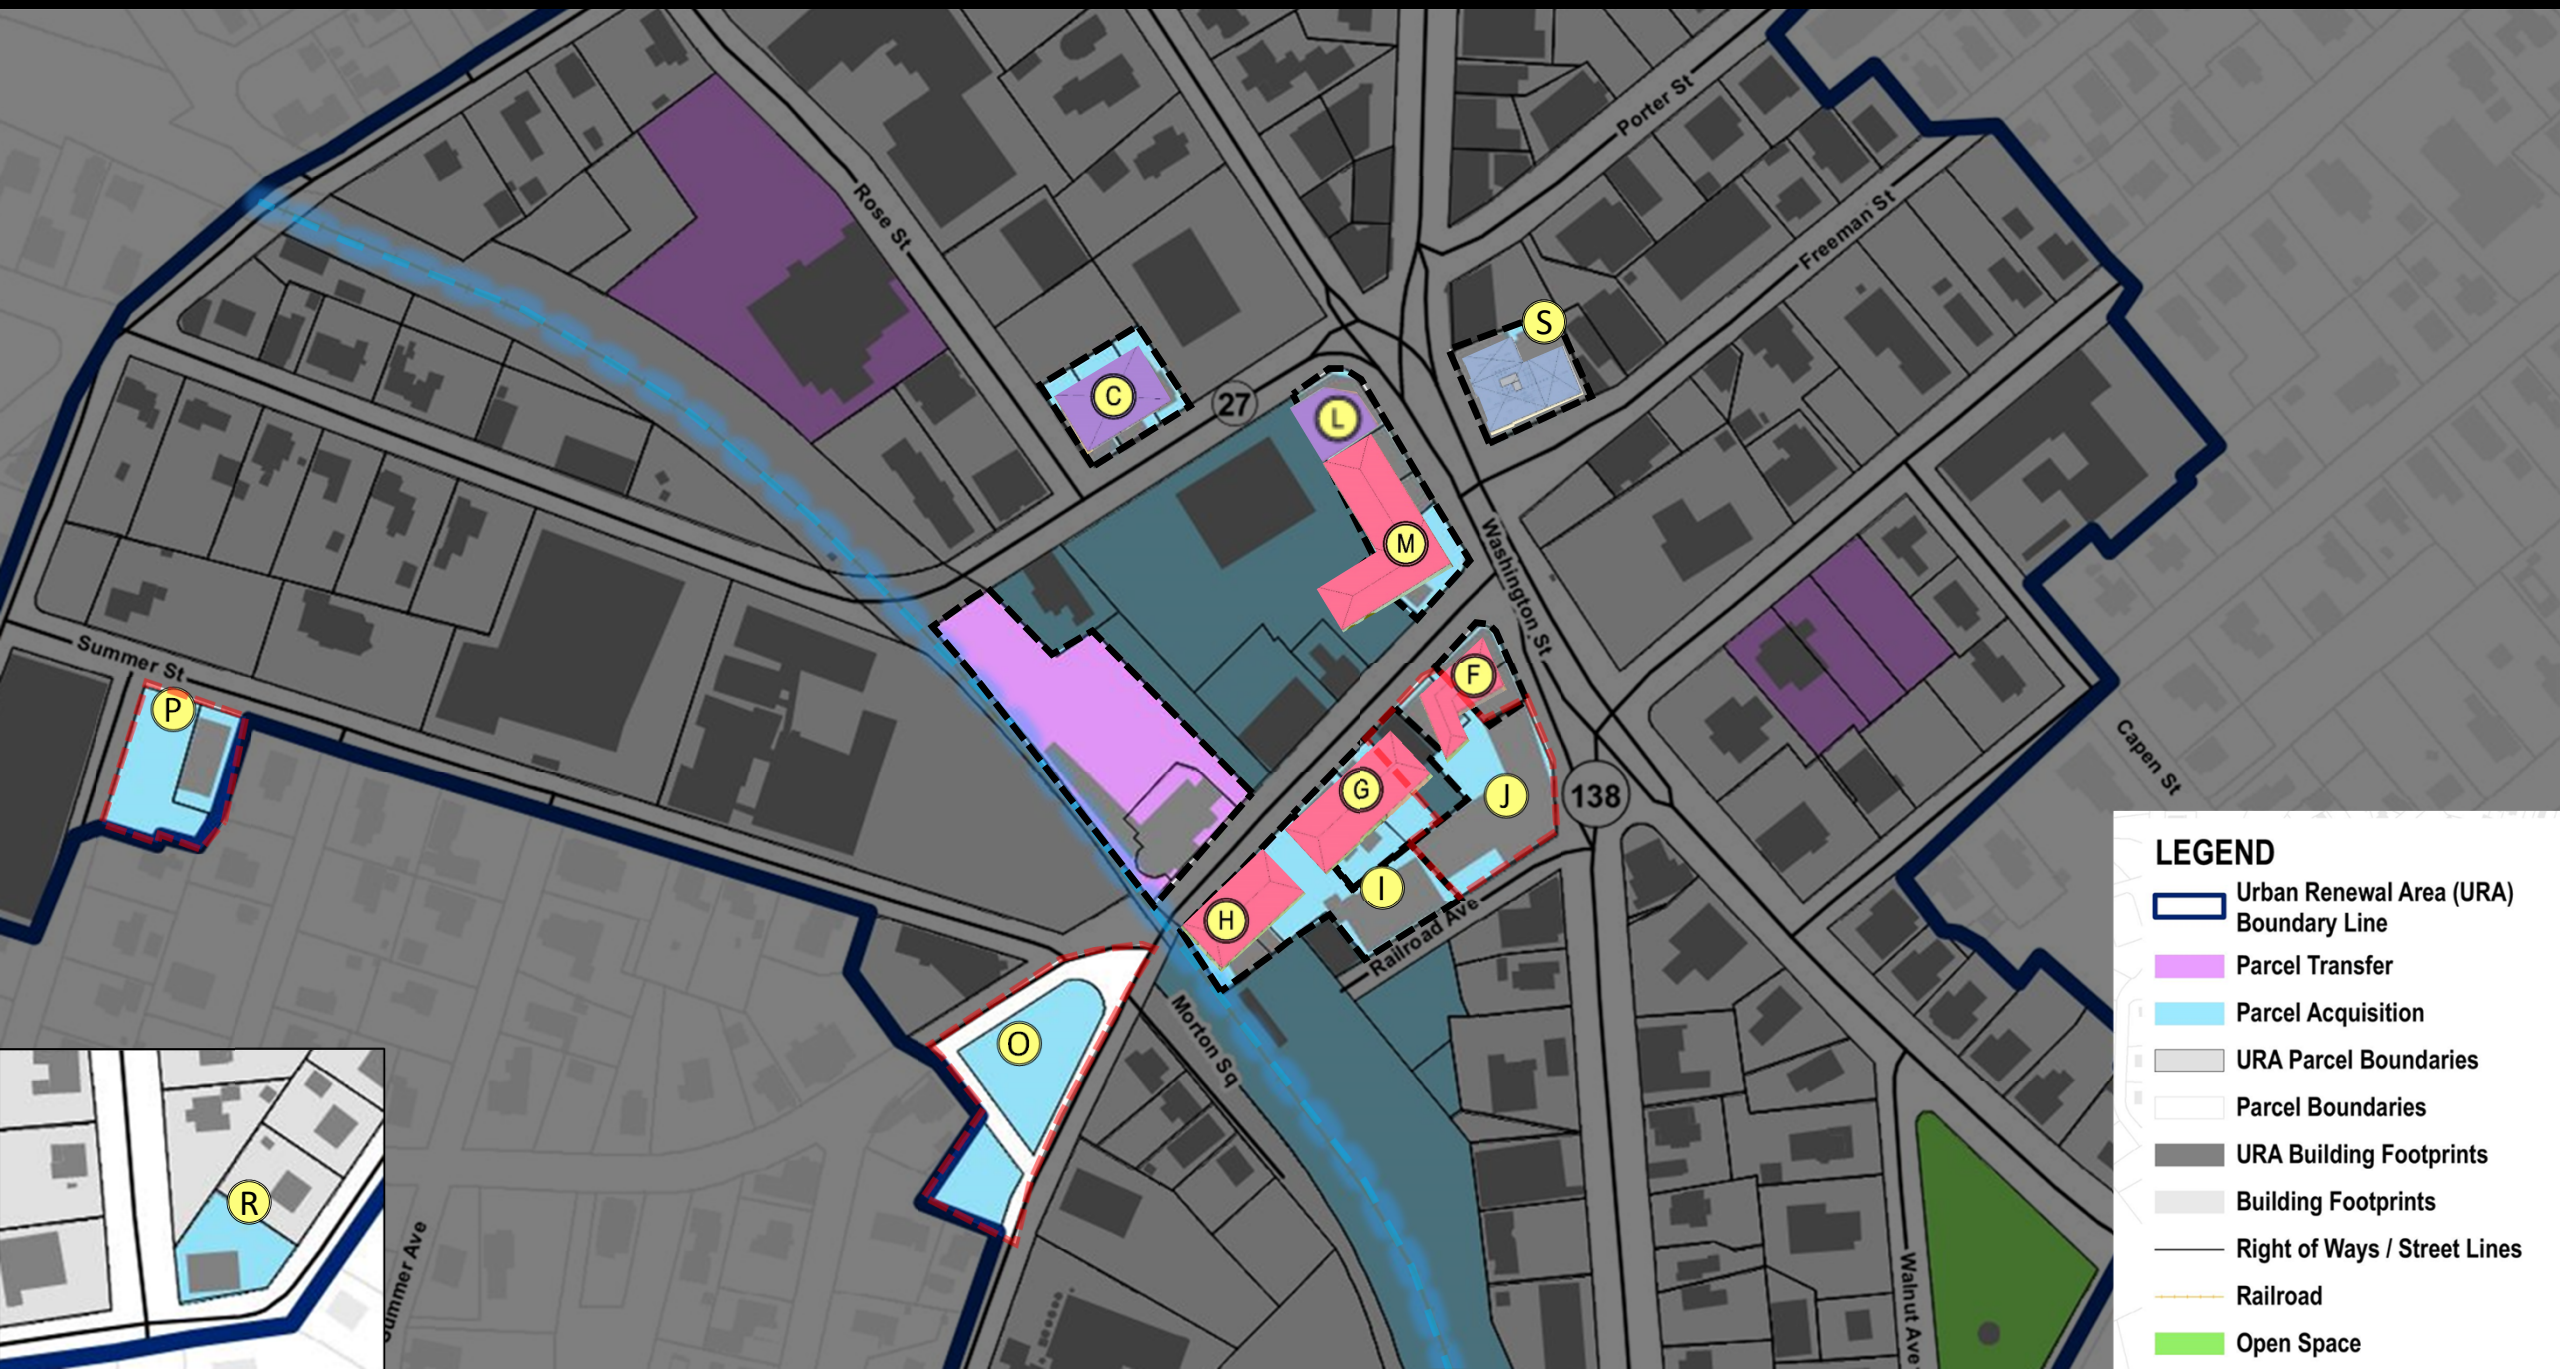 Porter St
Rose St
Freeman St
S
C
27
L
M
Washington St
Summer St
F
P
G
J
138
Capen St
I
H
Railroad Ave
O
Morton Sq
R
Summer Ave
Walnut Ave
LEGEND
Urban Renewal Area (URA)
Boundary Line
Parcel Transfer
Parcel Acquisition
URA Parcel Boundaries
Parcel Boundaries
URA Building Footprints
Building Footprints
Right of Ways / Street Lines
Railroad
Open Space